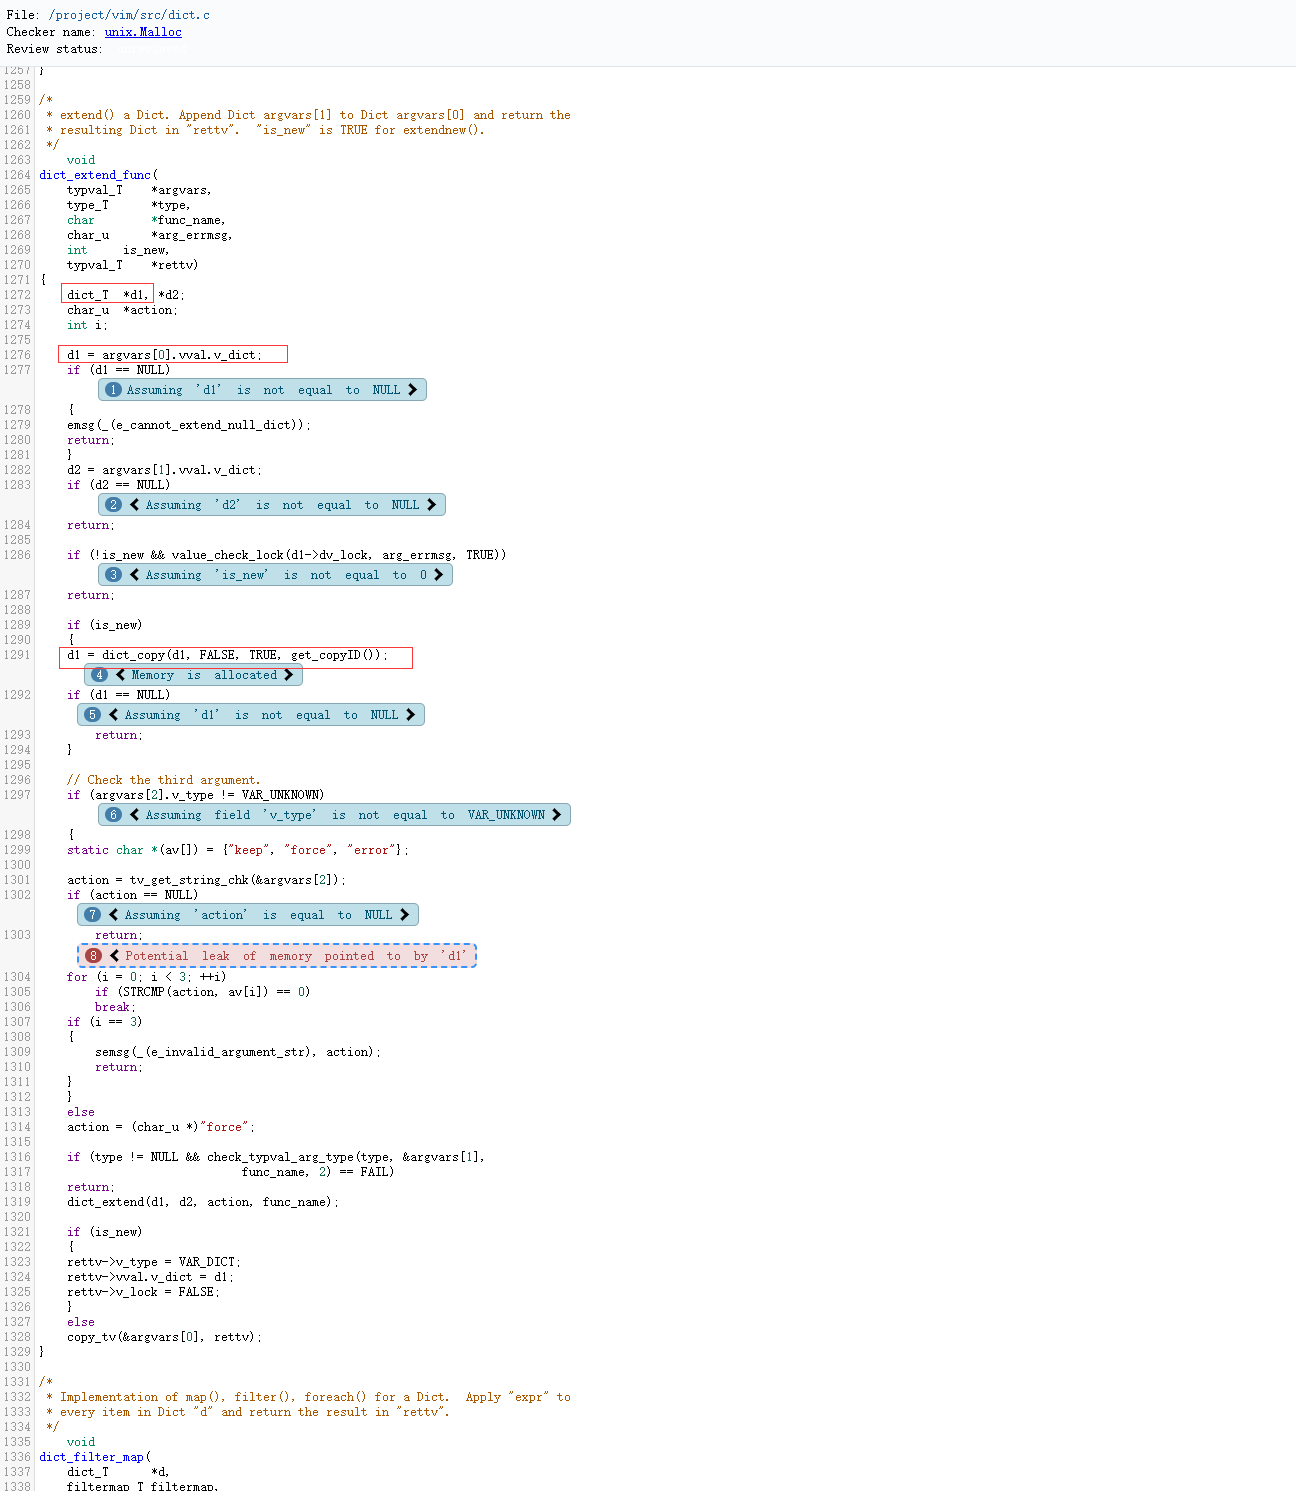 File: /project/vim/src/dict.c
Checker name: unix.Malloc
Review status:
1257 }
1258
1259 /*
1260  * extend() a Dict. Append Dict argvars[1] to Dict argvars[0] and return the
1261  * resulting Dict in "rettv".  "is_new" is TRUE for extendnew().
1262  */
1263     void
1264 dict_extend_func(
1265     typval_T    *argvars,
1266     type_T      *type,
1267     char        *func_name,
1268     char_u      *arg_errmsg,
1269     int     is_new,
1270     typval_T    *rettv)
1271 {
1272     dict_T  *d1, *d2;
1273     char_u  *action;
1274     int i;
1275
1276     d1 = argvars[0].vval.v_dict;
1277     if (d1 == NULL)
1 Assuming 'd1' is not equal to NULL
1278     {
1279     emsg(_(e_cannot_extend_null_dict));
1280     return;
1281     }
1282     d2 = argvars[1].vval.v_dict;
1283     if (d2 == NULL)
2 Assuming 'd2' is not equal to NULL
1284     return;
1285
1286     if (!is_new && value_check_lock(d1->dv_lock, arg_errmsg, TRUE))
3 Assuming 'is_new' is not equal to 0
1287     return;
1288
1289     if (is_new)
1290     {
1291     d1 = dict_copy(d1, FALSE, TRUE, get_copyID());
4 Memory is allocated
1292     if (d1 == NULL)
5 Assuming 'd1' is not equal to NULL
1293         return;
1294     }
1295
1296     // Check the third argument.
1297     if (argvars[2].v_type != VAR_UNKNOWN)
6 Assuming field 'v_type' is not equal to VAR_UNKNOWN
1298     {
1299     static char *(av[]) = {"keep", "force", "error"};
1300
1301     action = tv_get_string_chk(&argvars[2]);
1302     if (action == NULL)
7 Assuming 'action' is equal to NULL
1303         return;
8 Potential leak of memory pointed to by 'd1'
1304     for (i = 0; i < 3; ++i)
1305         if (STRCMP(action, av[i]) == 0)
1306         break;
1307     if (i == 3)
1308     {
1309         semsg(_(e_invalid_argument_str), action);
1310         return;
1311     }
1312     }
1313     else
1314     action = (char_u *)"force";
1315
1316     if (type != NULL && check_typval_arg_type(type, &argvars[1],
1317                              func_name, 2) == FAIL)
1318     return;
1319     dict_extend(d1, d2, action, func_name);
1320
1321     if (is_new)
1322     {
1323     rettv->v_type = VAR_DICT;
1324     rettv->vval.v_dict = d1;
1325     rettv->v_lock = FALSE;
1326     }
1327     else
1328     copy_tv(&argvars[0], rettv);
1329 }
1330
1331 /*
1332  * Implementation of map(), filter(), foreach() for a Dict.  Apply "expr" to
1333  * every item in Dict "d" and return the result in "rettv".
1334  */
1335     void
1336 dict_filter_map(
1337     dict_T      *d,
1338     filtermap_T filtermap,